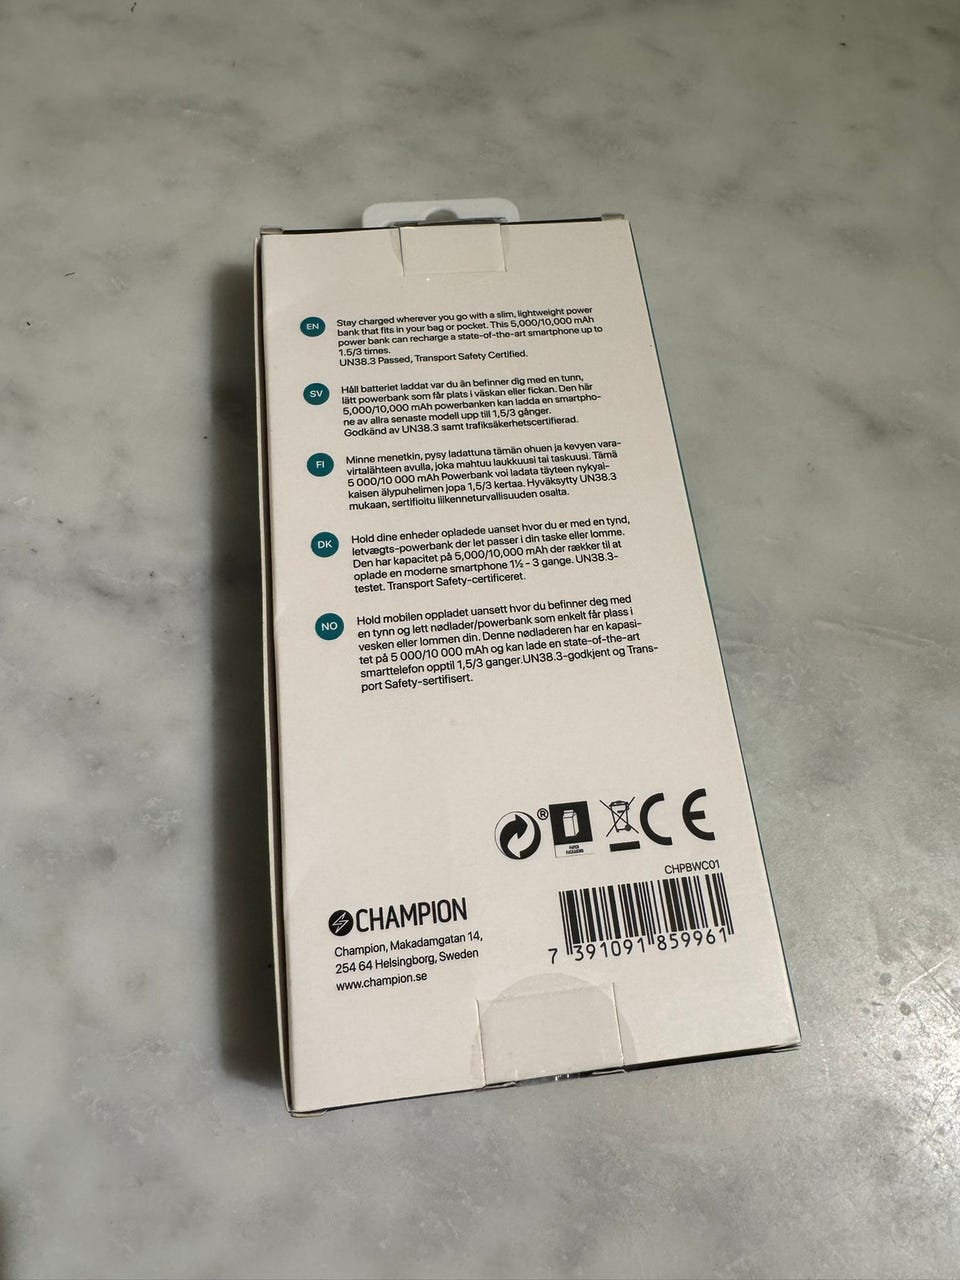 EN
Stay charged wherever you go with a slim, lightweight power
bank that fits in your bag or pocket. This 5,000/10,000 mAh
power bank can recharge a state-of-the-art smartphone up to
1.5/3 times.
UN38.3 Passed, Transport Safety Certified.
SV
Håll batteriet laddat var du än befinner dig med en tunn,
lätt powerbank som får plats i väskan eller fickan. Den här
5,000/10,000 mAh powerbanken kan ladda en smartpho-
ne av allra senaste modell upp till 1,5/3 gånger.
Godkänd av UN38.3 samt trafiksäkerhetscertifierad.
FI
Minne menetkin, pysy ladattuna tämän ohuen ja kevyen vara-
virtalähteen avulla, joka mahtuu laukkuusi tai taskuusi. Tämä
5 000/10 000 mAh Powerbank voi ladata täyteen nykyai-
kaisen älypuhelimen jopa 1,5/3 kertaa. Hyväksytty UN38.3
mukaan, sertifioitu liikenneturvallisuuden osalta.
DK
Hold dine enheder opladede uanset hvor du er med en tynd,
letvægts-powerbank der let passer i din taske eller lomme.
Den har kapacitet på 5,000/10,000 mAh der rækker til at
oplade en moderne smartphone 1½ - 3 gange. UN38.3-
testet. Transport Safety-certificeret.
NO
Hold mobilen oppladet uansett hvor du befinner deg med
en tynn og lett nødlader/powerbank som enkelt får plass i
vesken eller lommen din. Denne nødladeren har en kapasi-
tet på 5 000/10 000 mAh og kan lade en state-of-the-art
smarttelefon opptil 1,5/3 ganger.UN38.3-godkjent og Trans-
port Safety-sertifisert.
®
PAPER
PACKAGING
CE
CHPBWC01
7 391091 859961
CHAMPION
Champion, Makadamgatan 14,
254 64 Helsingborg, Sweden
www.champion.se